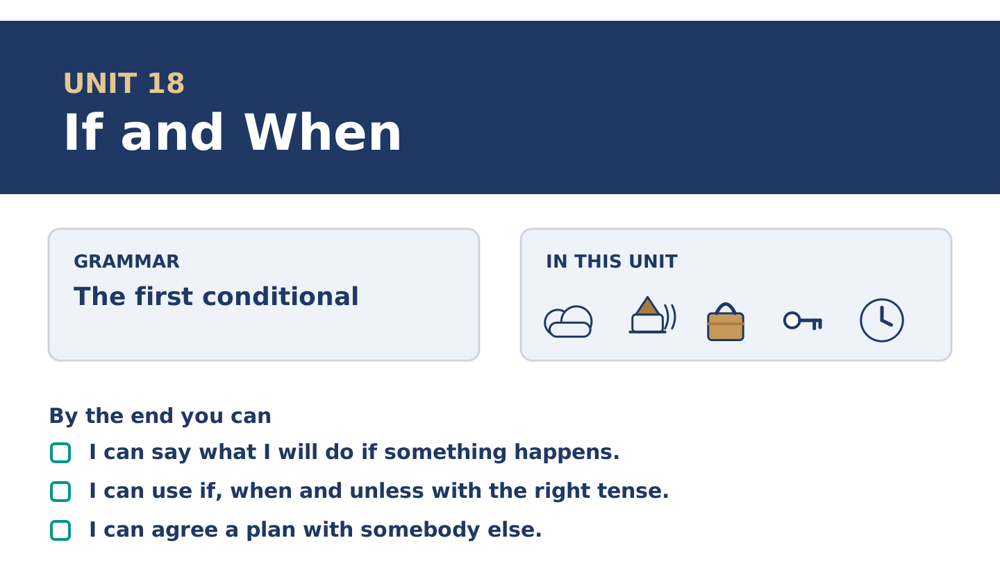 UNIT 18
If and When
GRAMMAR
The first conditional
IN THIS UNIT
By the end you can
I can say what I will do if something happens.
I can use if, when and unless with the right tense.
I can agree a plan with somebody else.